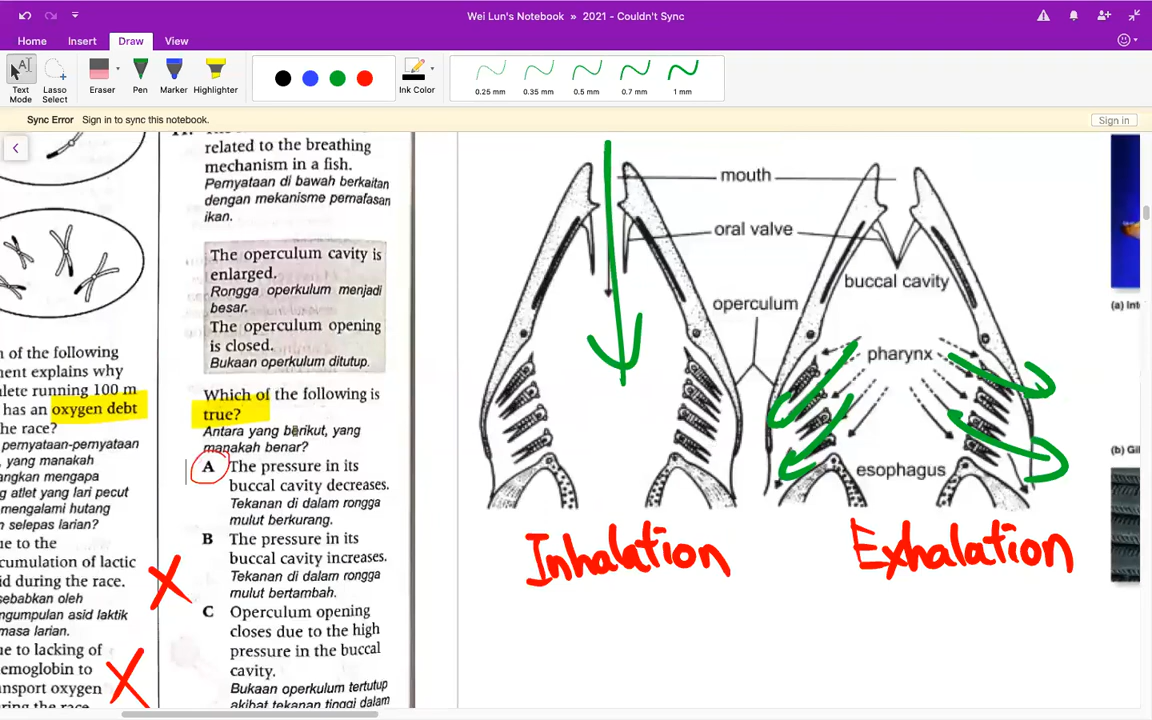 Wei Lun's Notebook » 2021 - Couldn't Sync
Home Insert Draw View
Text Mode
Lasso Select
Eraser
Pen
Marker
Highlighter
Ink Color
0.25 mm
0.35 mm
0.5 mm
0.7 mm
1 mm
Sync Error Sign in to sync this notebook.
Sign in
n of the following
ment explains why
lete running 100 m
has an oxygen debt
he race?
pernyataan-pernyataan
, yang manakah
angkan mengapa
g atlet yang lari pecut
mengalami hutang
n selepas larian?
ue to the
cumulation of lactic
id during the race.
sebabkan oleh
ngumpulan asid laktik
masa larian.
ue to lacking of
emoglobin to
nsport oxygen
ring the race
related to the breathing
mechanism in a fish.
Pernyataan di bawah berkaitan
dengan mekanisme pernafasan
ikan.
The operculum cavity is
enlarged.
Rongga operkulum menjadi
besar.
The operculum opening
is closed.
Bukaan operkulum ditutup.
Which of the following is
true?
Antara yang berikut, yang
manakah benar?
A The pressure in its
buccal cavity decreases.
Tekanan di dalam rongga
mulut berkurang.
B The pressure in its
buccal cavity increases.
Tekanan di dalam rongga
mulut bertambah.
C Operculum opening
closes due to the high
pressure in the buccal
cavity.
Bukaan operkulum tertutup
akibat tekanan tinggi dalam
mouth
oral valve
buccal cavity
operculum
pharynx
esophagus
Inhalation
Exhalation
(a) Int
(b) Gil